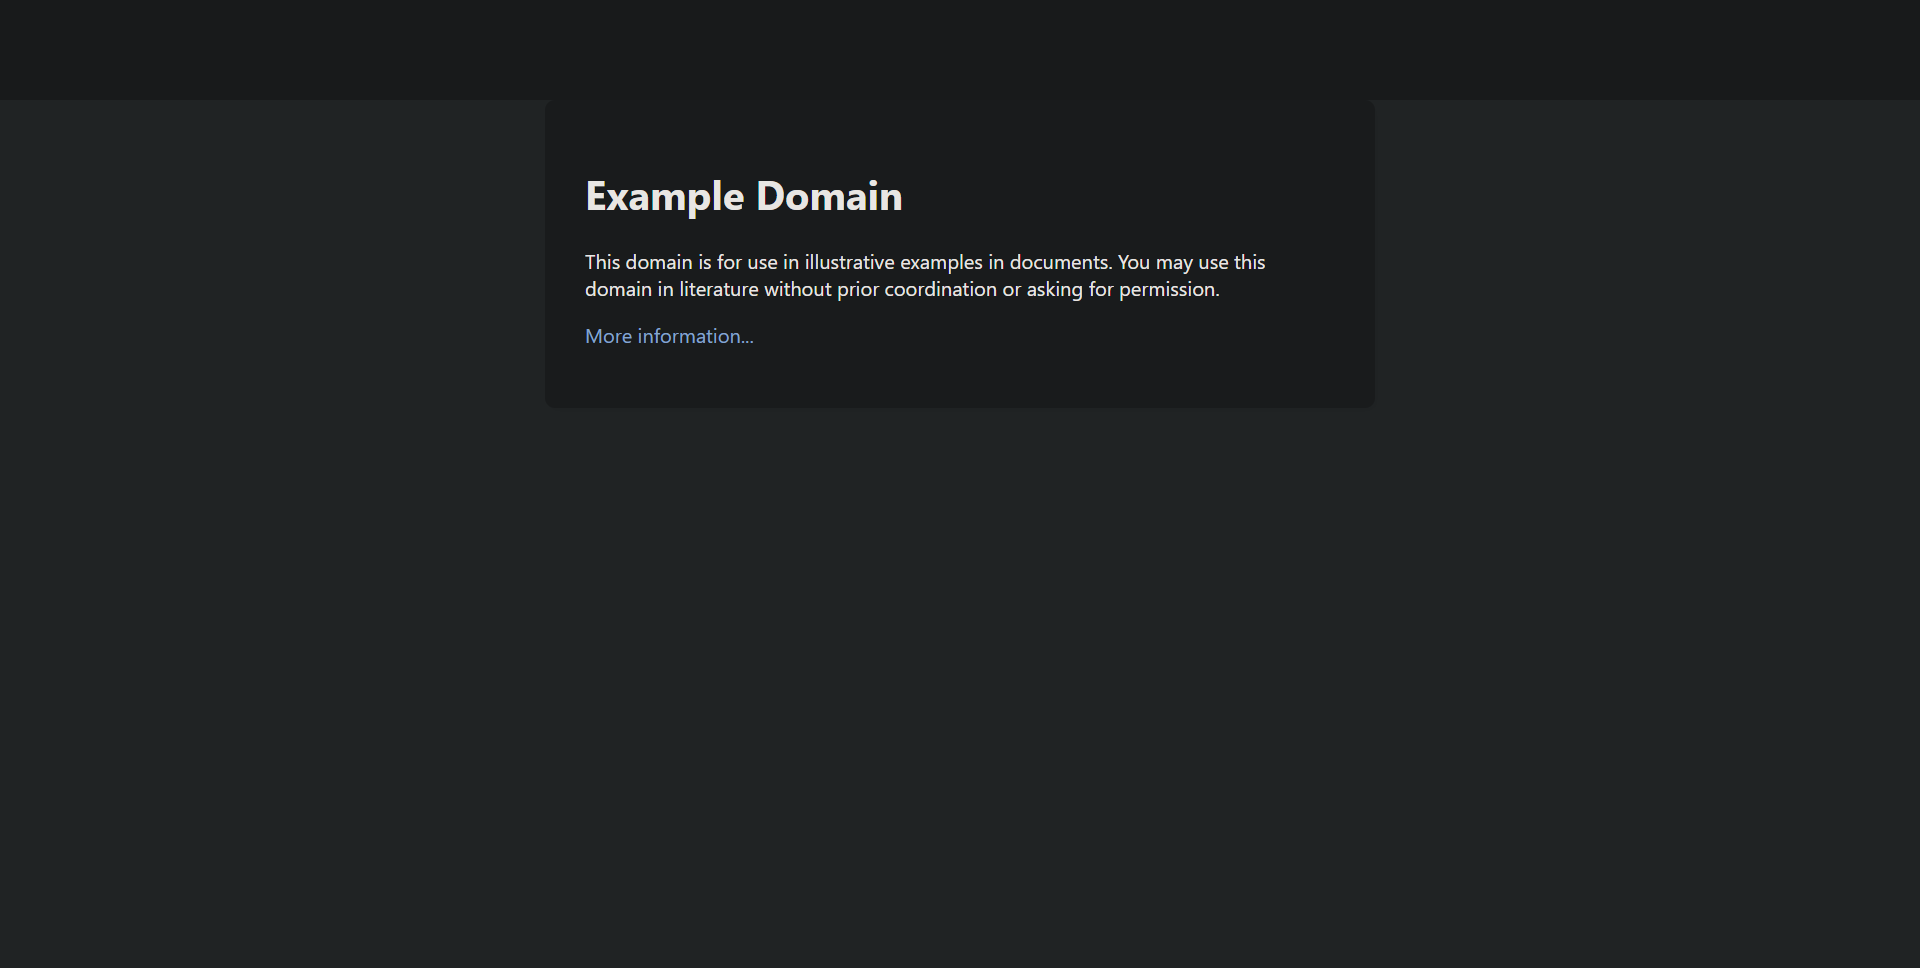 Example Domain
This domain is for use in illustrative examples in documents. You may use this
domain in literature without prior coordination or asking for permission.
More information...